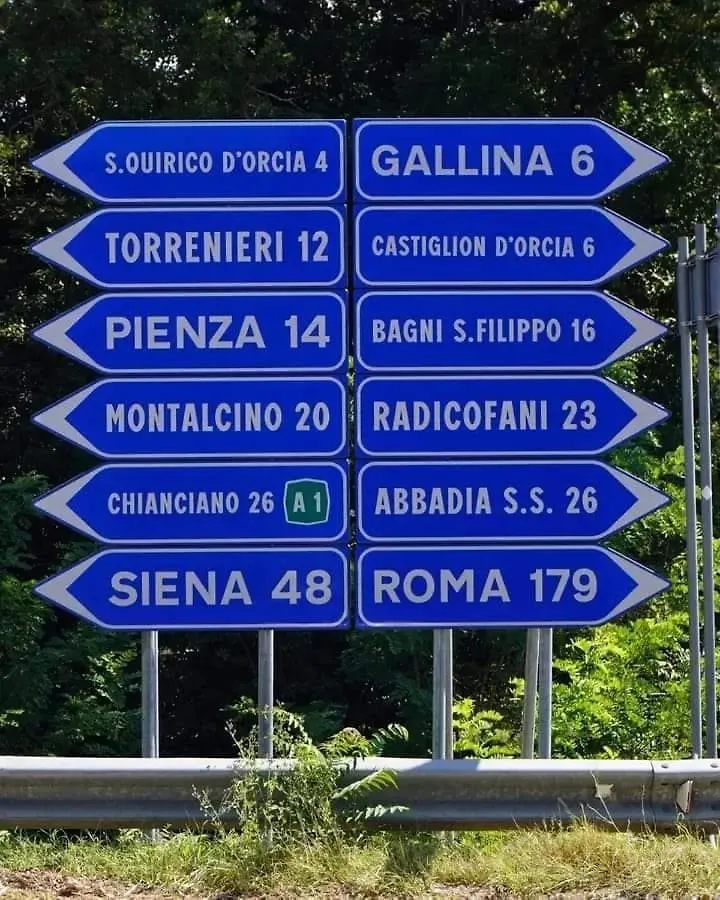 S.QUIRICO D'ORCIA 4
TORRENIERI 12
PIENZA 14
MONTALCINO 20
CHIANCIANO 26 A1
SIENA 48
GALLINA 6
CASTIGLION D'ORCIA 6
BAGNI S.FILIPPO 16
RADICOFANI 23
ABBADIA S.S. 26
ROMA 179